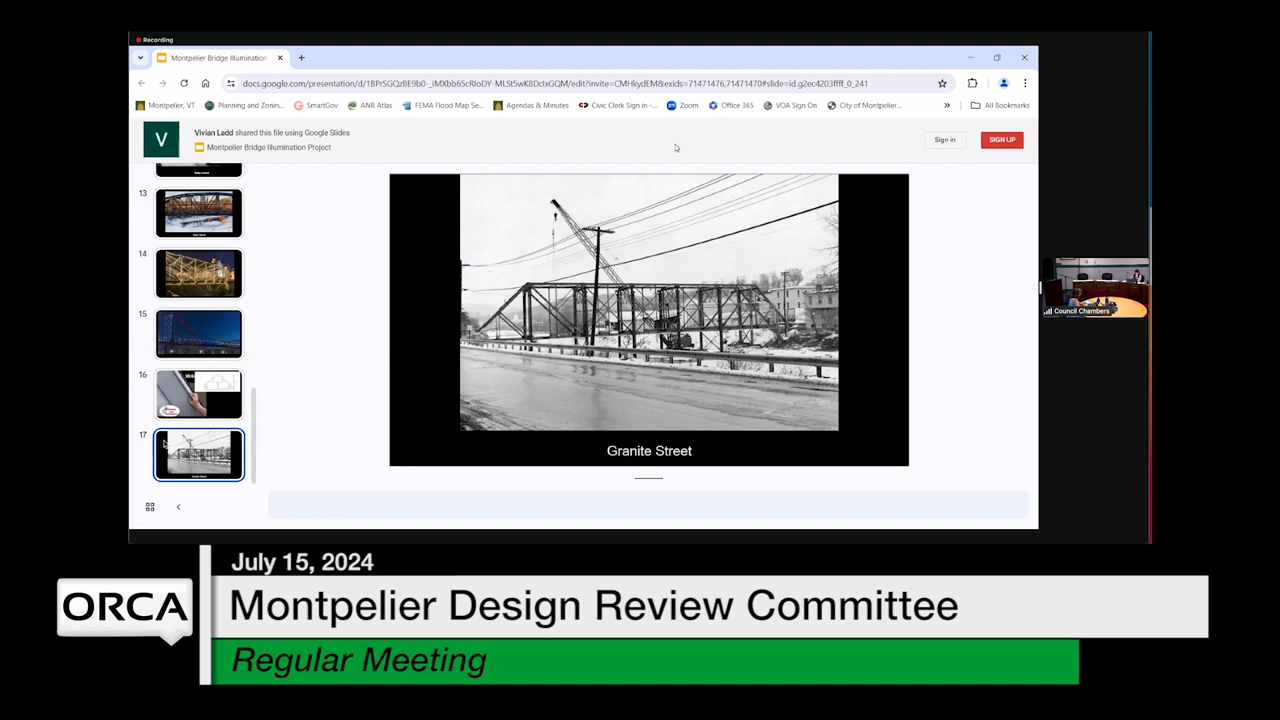 Recording
Montpelier Bridge Illumination
docs.google.com/presentation/d/1BPrSGQzBE9b0-_iMXbb65cRIoDY-MLSt5wK8DcIxGQM/edit?invite=CMHkydEM&exids=71471476,71471470#slide=id.g2ec4203ffff_0_241
Montpelier, VT
Planning and Zonin...
SmartGov
ANR Atlas
FEMA Flood Map Se...
Agendas & Minutes
Civic Clerk Sign in -...
Zoom
Office 365
VOA Sign On
City of Montpelier...
All Bookmarks
V
Vivian Ladd shared this file using Google Slides
Montpelier Bridge Illumination Project
Sign in
SIGN UP
13
14
15
16
17
Granite Street
Council Chambers
July 15, 2024
ORCA
Montpelier Design Review Committee
Regular Meeting